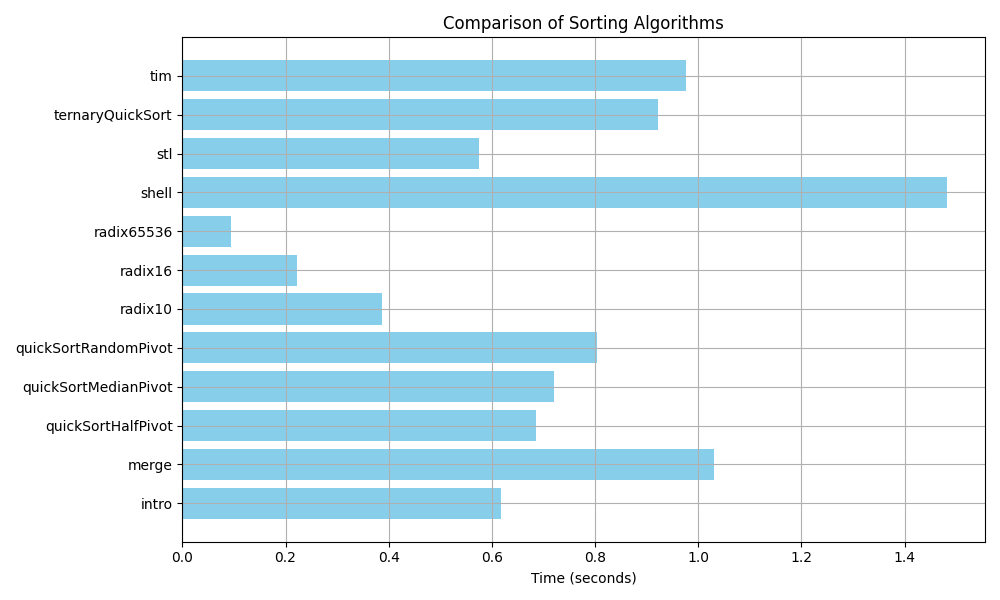 Comparison of Sorting Algorithms
tim
ternaryQuickSort
stl
shell
radix65536
radix16
radix10
quickSortRandomPivot
quickSortMedianPivot
quickSortHalfPivot
merge
intro
0.0 0.2 0.4 0.6 0.8 1.0 1.2 1.4
Time (seconds)